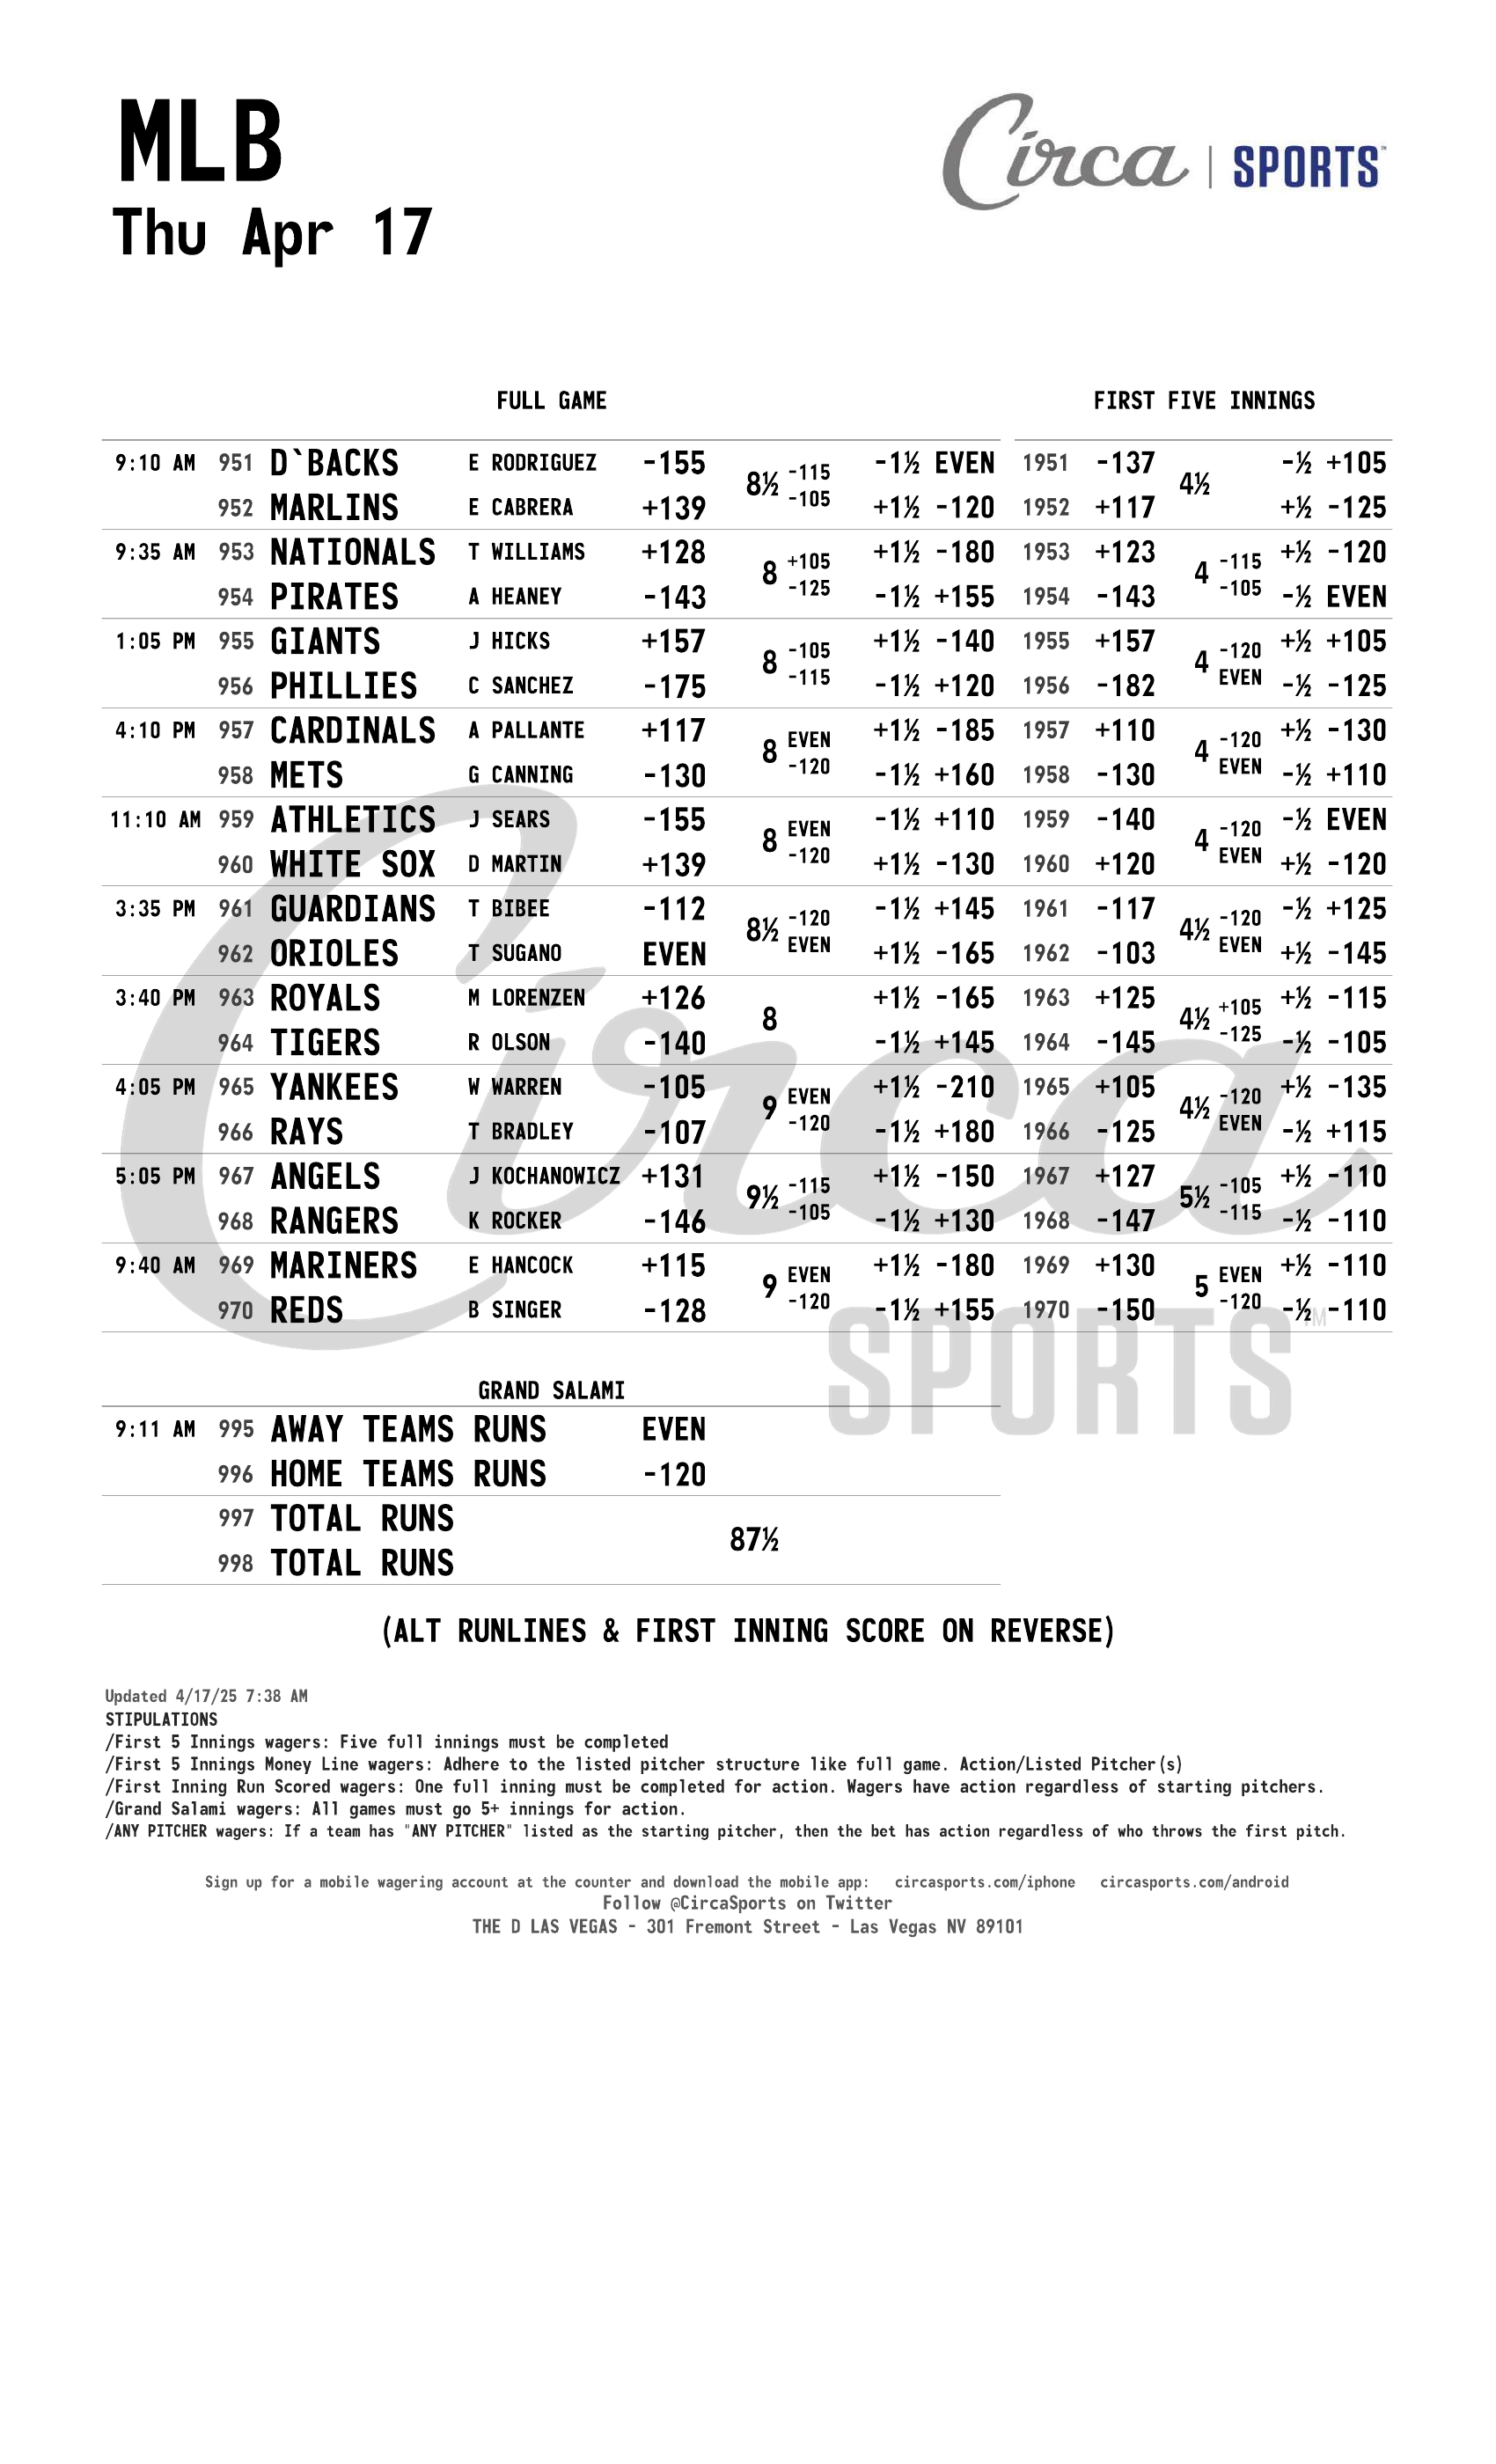 MLB
Circa | SPORTS™
Thu Apr 17
FULL GAME FIRST FIVE INNINGS
9:10 AM 951 D`BACKS E RODRIGUEZ -155 8½ -115 -1½ EVEN 1951 -137 4½ -½ +105
952 MARLINS E CABRERA +139 -105 +1½ -120 1952 +117 +½ -125
9:35 AM 953 NATIONALS T WILLIAMS +128 8 +105 +1½ -180 1953 +123 4 -115 +½ -120
954 PIRATES A HEANEY -143 -125 -1½ +155 1954 -143 -105 -½ EVEN
1:05 PM 955 GIANTS J HICKS +157 8 -105 +1½ -140 1955 +157 4 -120 +½ +105
956 PHILLIES C SANCHEZ -175 -115 -1½ +120 1956 -182 EVEN -½ -125
4:10 PM 957 CARDINALS A PALLANTE +117 8 EVEN +1½ -185 1957 +110 4 -120 +½ -130
958 METS G CANNING -130 -120 -1½ +160 1958 -130 EVEN -½ +110
11:10 AM 959 ATHLETICS J SEARS -155 8 EVEN -1½ +110 1959 -140 4 -120 -½ EVEN
960 WHITE SOX D MARTIN +139 -120 +1½ -130 1960 +120 EVEN +½ -120
3:35 PM 961 GUARDIANS T BIBEE -112 8½ -120 -1½ +145 1961 -117 4½ -120 -½ +125
962 ORIOLES T SUGANO EVEN EVEN +1½ -165 1962 -103 EVEN +½ -145
3:40 PM 963 ROYALS M LORENZEN +126 8 +1½ -165 1963 +125 4½ +105 +½ -115
964 TIGERS R OLSON -140 -1½ +145 1964 -145 -125 -½ -105
4:05 PM 965 YANKEES W WARREN -105 9 EVEN +1½ -210 1965 +105 4½ -120 +½ -135
966 RAYS T BRADLEY -107 -120 -1½ +180 1966 -125 EVEN -½ +115
5:05 PM 967 ANGELS J KOCHANOWICZ +131 9½ -115 +1½ -150 1967 +127 5½ -105 +½ -110
968 RANGERS K ROCKER -146 -105 -1½ +130 1968 -147 -115 -½ -110
9:40 AM 969 MARINERS E HANCOCK +115 9 EVEN +1½ -180 1969 +130 5 EVEN +½ -110
970 REDS B SINGER -128 -120 -1½ +155 1970 -150 -120 -½ -110
Circa
SPORTS™
GRAND SALAMI
9:11 AM 995 AWAY TEAMS RUNS EVEN
996 HOME TEAMS RUNS -120
997 TOTAL RUNS 87½
998 TOTAL RUNS
(ALT RUNLINES & FIRST INNING SCORE ON REVERSE)
Updated 4/17/25 7:38 AM
STIPULATIONS
/First 5 Innings wagers: Five full innings must be completed
/First 5 Innings Money Line wagers: Adhere to the listed pitcher structure like full game. Action/Listed Pitcher(s)
/First Inning Run Scored wagers: One full inning must be completed for action. Wagers have action regardless of starting pitchers.
/Grand Salami wagers: All games must go 5+ innings for action.
/ANY PITCHER wagers: If a team has "ANY PITCHER" listed as the starting pitcher, then the bet has action regardless of who throws the first pitch.
Sign up for a mobile wagering account at the counter and download the mobile app: circasports.com/iphone circasports.com/android
Follow @CircaSports on Twitter
THE D LAS VEGAS - 301 Fremont Street - Las Vegas NV 89101